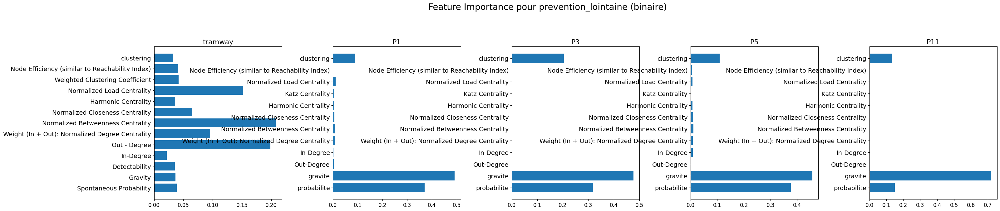 Feature Importance pour prevention_lointaine (binaire)
tramway
clustering
Node Efficiency (similar to Reachability Index)
Weighted Clustering Coefficient
Normalized Load Centrality
Harmonic Centrality
Normalized Closeness Centrality
Normalized Betweenness Centrality
Weight (In + Out): Normalized Degree Centrality
Out - Degree
In-Degree
Detectability
Gravity
Spontaneous Probability
0.00 0.05 0.10 0.15 0.20
P1
clustering
Node Efficiency (similar to Reachability Index)
Normalized Load Centrality
Katz Centrality
Harmonic Centrality
Normalized Closeness Centrality
Normalized Betweenness Centrality
Weight (In + Out): Normalized Degree Centrality
In-Degree
Out-Degree
gravite
probabilite
0.0 0.1 0.2 0.3 0.4 0.5
P3
clustering
Node Efficiency (similar to Reachability Index)
Normalized Load Centrality
Katz Centrality
Harmonic Centrality
Normalized Closeness Centrality
Normalized Betweenness Centrality
Weight (In + Out): Normalized Degree Centrality
In-Degree
Out-Degree
gravite
probabilite
0.0 0.1 0.2 0.3 0.4 0.5
P5
clustering
Node Efficiency (similar to Reachability Index)
Normalized Load Centrality
Katz Centrality
Harmonic Centrality
Normalized Closeness Centrality
Normalized Betweenness Centrality
Weight (In + Out): Normalized Degree Centrality
In-Degree
Out-Degree
gravite
probabilite
0.0 0.1 0.2 0.3 0.4
P11
clustering
Node Efficiency (similar to Reachability Index)
Normalized Load Centrality
Katz Centrality
Harmonic Centrality
Normalized Closeness Centrality
Normalized Betweenness Centrality
Weight (In + Out): Normalized Degree Centrality
In-Degree
Out-Degree
gravite
probabilite
0.0 0.1 0.2 0.3 0.4 0.5 0.6 0.7